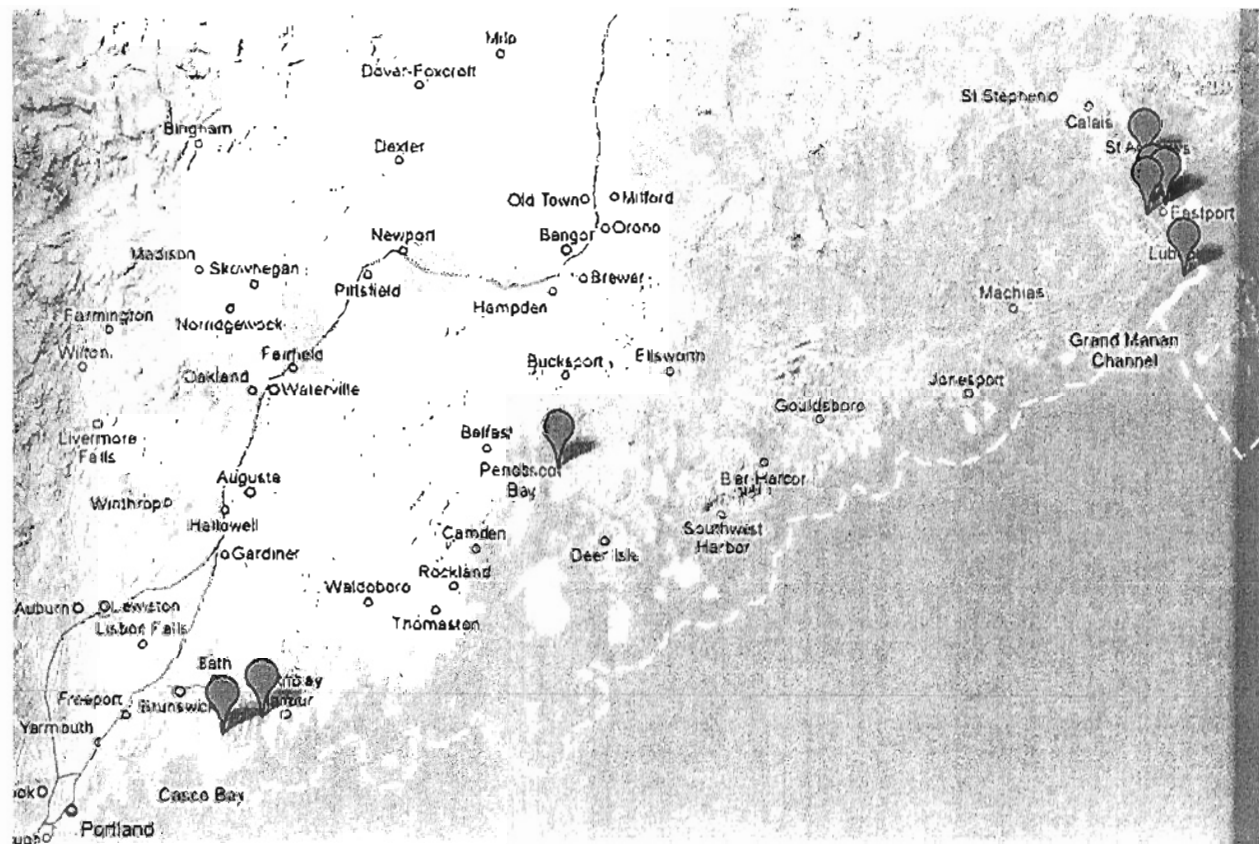 Milo
Dover-Foxcroft
St Stephen
Calais
Bingham
Dexter
Old Town
Milford
Orono
Eastport
Newport
Bangor
Madison
Skowhegan
Pittsfield
Brewer
Hampden
Machias
Farmington
Norridgewock
Grand Manan
Channel
Wilton
Fairfield
Bucksport
Ellsworth
Oakland
Waterville
Jonesport
Gouldsboro
Livermore
Falls
Belfast
Penobscot
Bay
Augusta
Bar Harbor
Winthrop
Hallowell
Southwest
Harbor
Camden
Deer Isle
Gardiner
Rockland
Waldoboro
Thomaston
Auburn
Lewiston
Lisbon Falls
Bath
Freeport
Brunswick
Yarmouth
Casco Bay
Portland